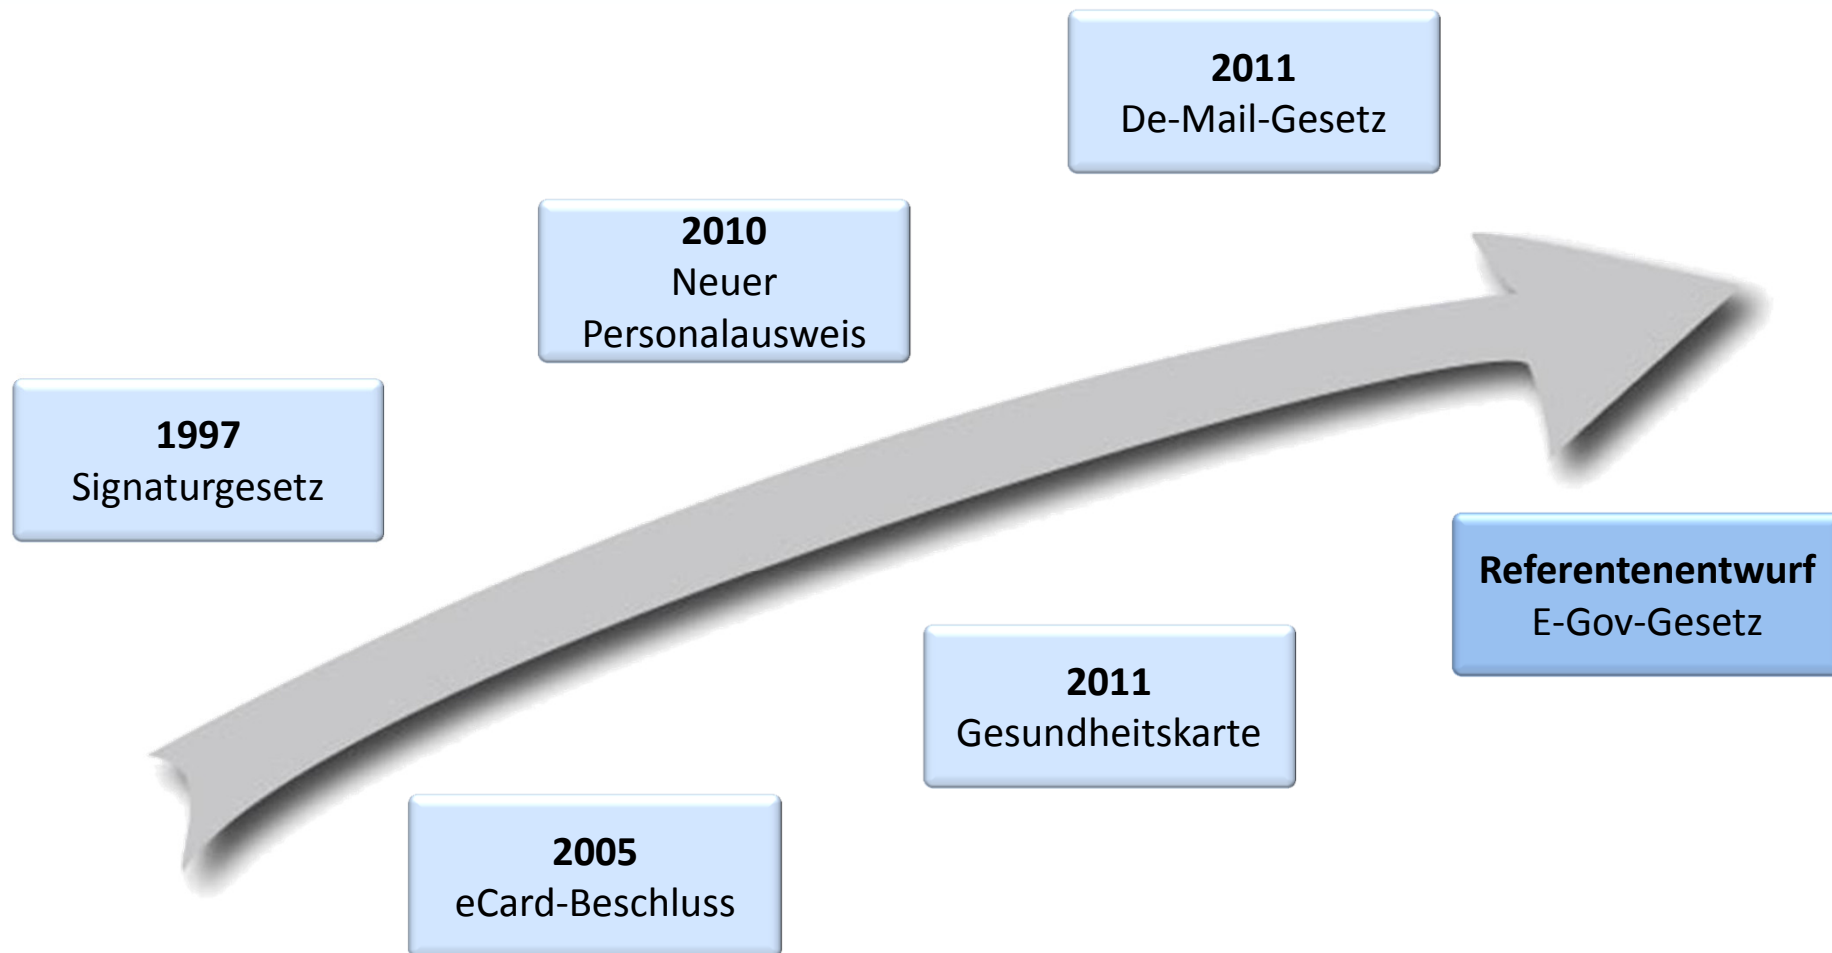 2011
De-Mail-Gesetz
2010
Neuer
Personalausweis
1997
Signaturgesetz
Referentenentwurf
E-Gov-Gesetz
2011
Gesundheitskarte
2005
eCard-Beschluss